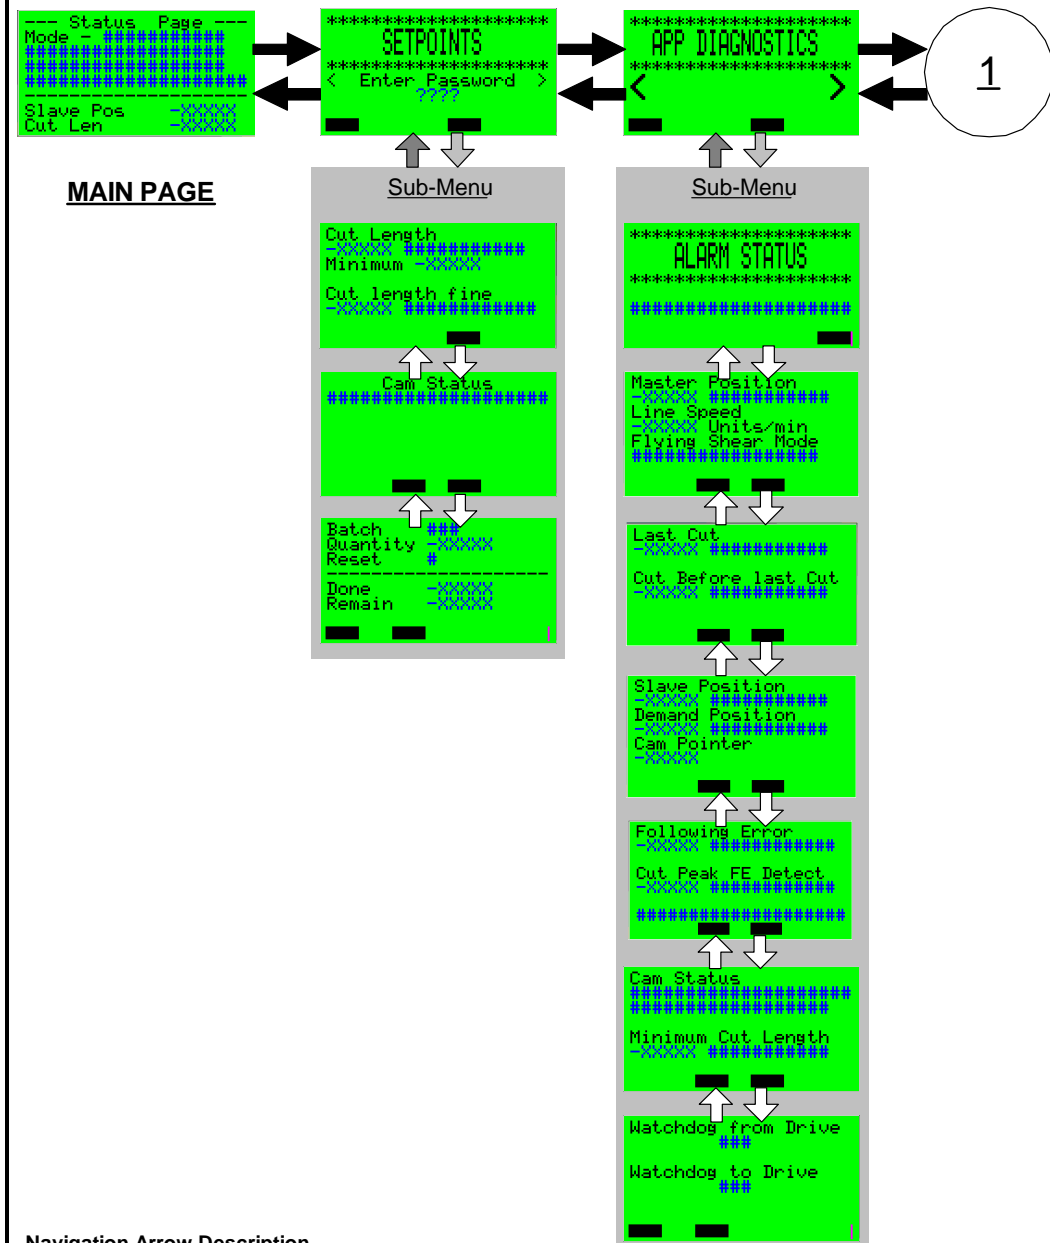 --- Status  Page ---
Mode - ###########
##################
##################
####################
--------------------
Slave Pos    -XXXXX
Cut Len      -XXXXX
MAIN PAGE
********************
SETPOINTS
********************
<  Enter Password  >
????
Sub-Menu
Cut Length
-XXXXX ###########
Minimum -XXXXX
Cut length fine
-XXXXX ############
Cam Status
####################
Batch    ###
Quantity -XXXXX
Reset    #
--------------------
Done     -XXXXX
Remain   -XXXXX
********************
APP DIAGNOSTICS
********************
< >
Sub-Menu
********************
ALARM STATUS
********************
####################
Master Position
-XXXXX ###########
Line Speed
-XXXXX Units/min
Flying Shear Mode
#################
Last Cut
-XXXXX ###########
Cut Before last Cut
-XXXXX ###########
Slave Position
-XXXXX ###########
Demand Position
-XXXXX ###########
Cam Pointer
-XXXXX
Following Error
-XXXXX ############
Cut Peak FE Detect
-XXXXX ############
###################
Cam Status
####################
##################
Minimum Cut Length
-XXXXX ###########
Watchdog from Drive
###
Watchdog to Drive
###
1
Navigation Arrow Description